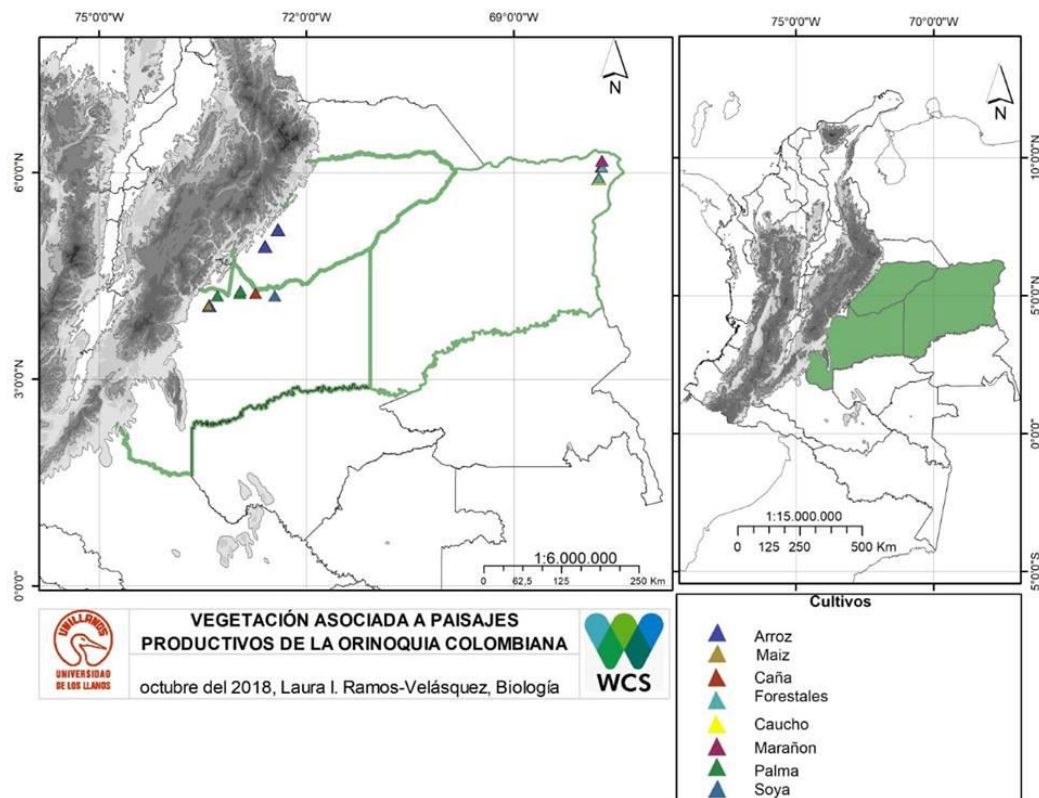 75°0'0"W 72°0'0"W 69°0'0"W
75°0'0"W 70°0'0"W
N
N
10°0'0"N
6°0'0"N
5°0'0"N
3°0'0"N
0°0'0"
0°0'0"
5°0'0"S
1:6.000.000
0 62,5 125 250 Km
1:15.000.000
0 125 250 500 Km
UNILLANOS
UNIVERSIDAD
DE LOS LLANOS
VEGETACIÓN ASOCIADA A PAISAJES
PRODUCTIVOS DE LA ORINOQUIA COLOMBIANA
octubre del 2018, Laura I. Ramos-Velásquez, Biología
WCS
Cultivos
Arroz
Maiz
Caña
Forestales
Caucho
Marañon
Palma
Soya